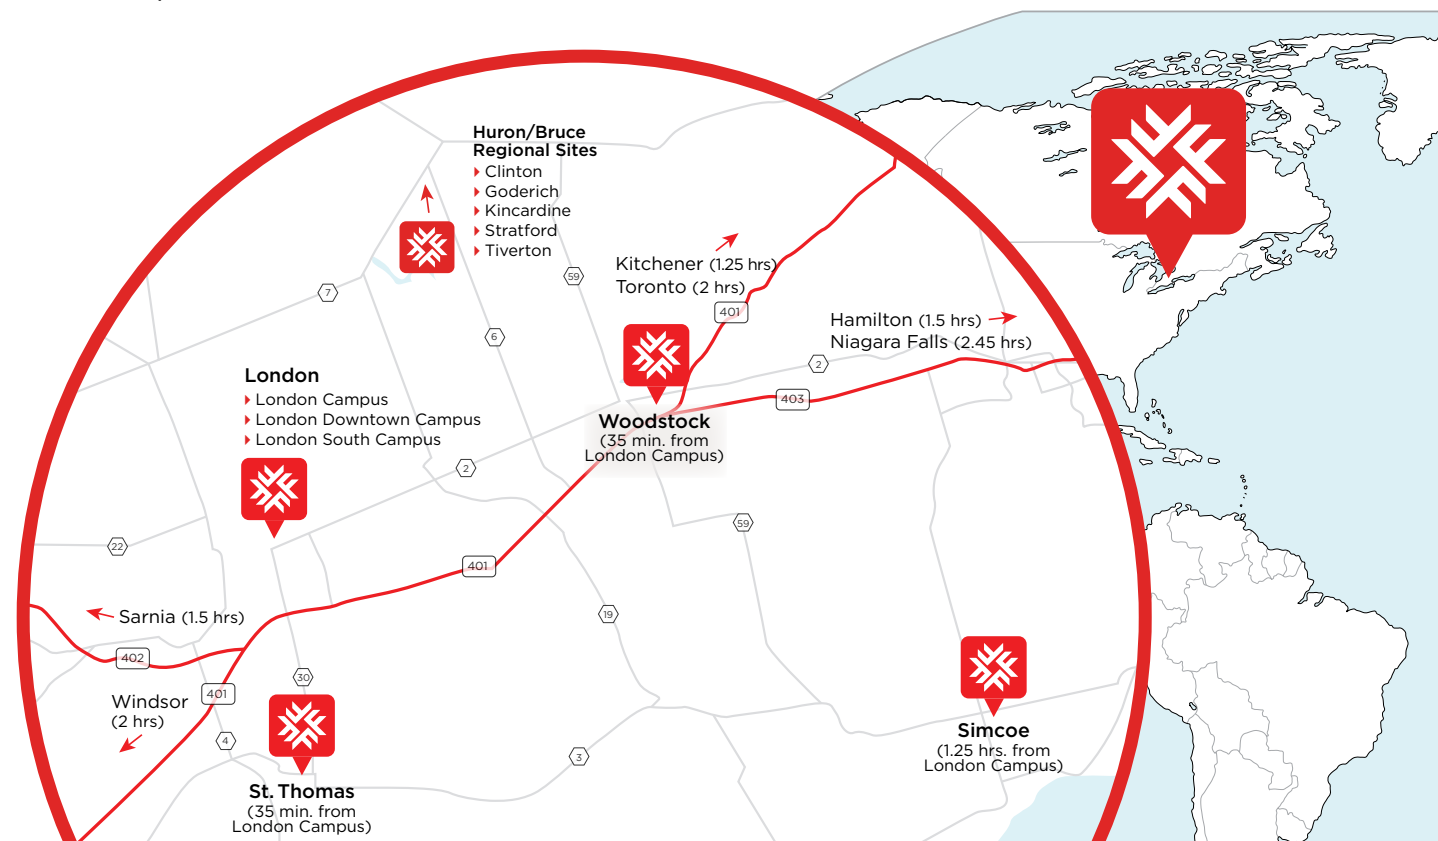 Huron/Bruce
Regional Sites
Clinton
Goderich
Kincardine
Stratford
Tiverton
59
Kitchener (1.25 hrs)
Toronto (2 hrs)
401
7
6
Hamilton (1.5 hrs)
Niagara Falls (2.45 hrs)
2
403
London
London Campus
London Downtown Campus
London South Campus
Woodstock
(35 min. from
London Campus)
2
59
22
401
19
Sarnia (1.5 hrs)
402
30
401
Windsor
(2 hrs)
4
3
Simcoe
(1.25 hrs. from
London Campus)
St. Thomas
(35 min. from
London Campus)